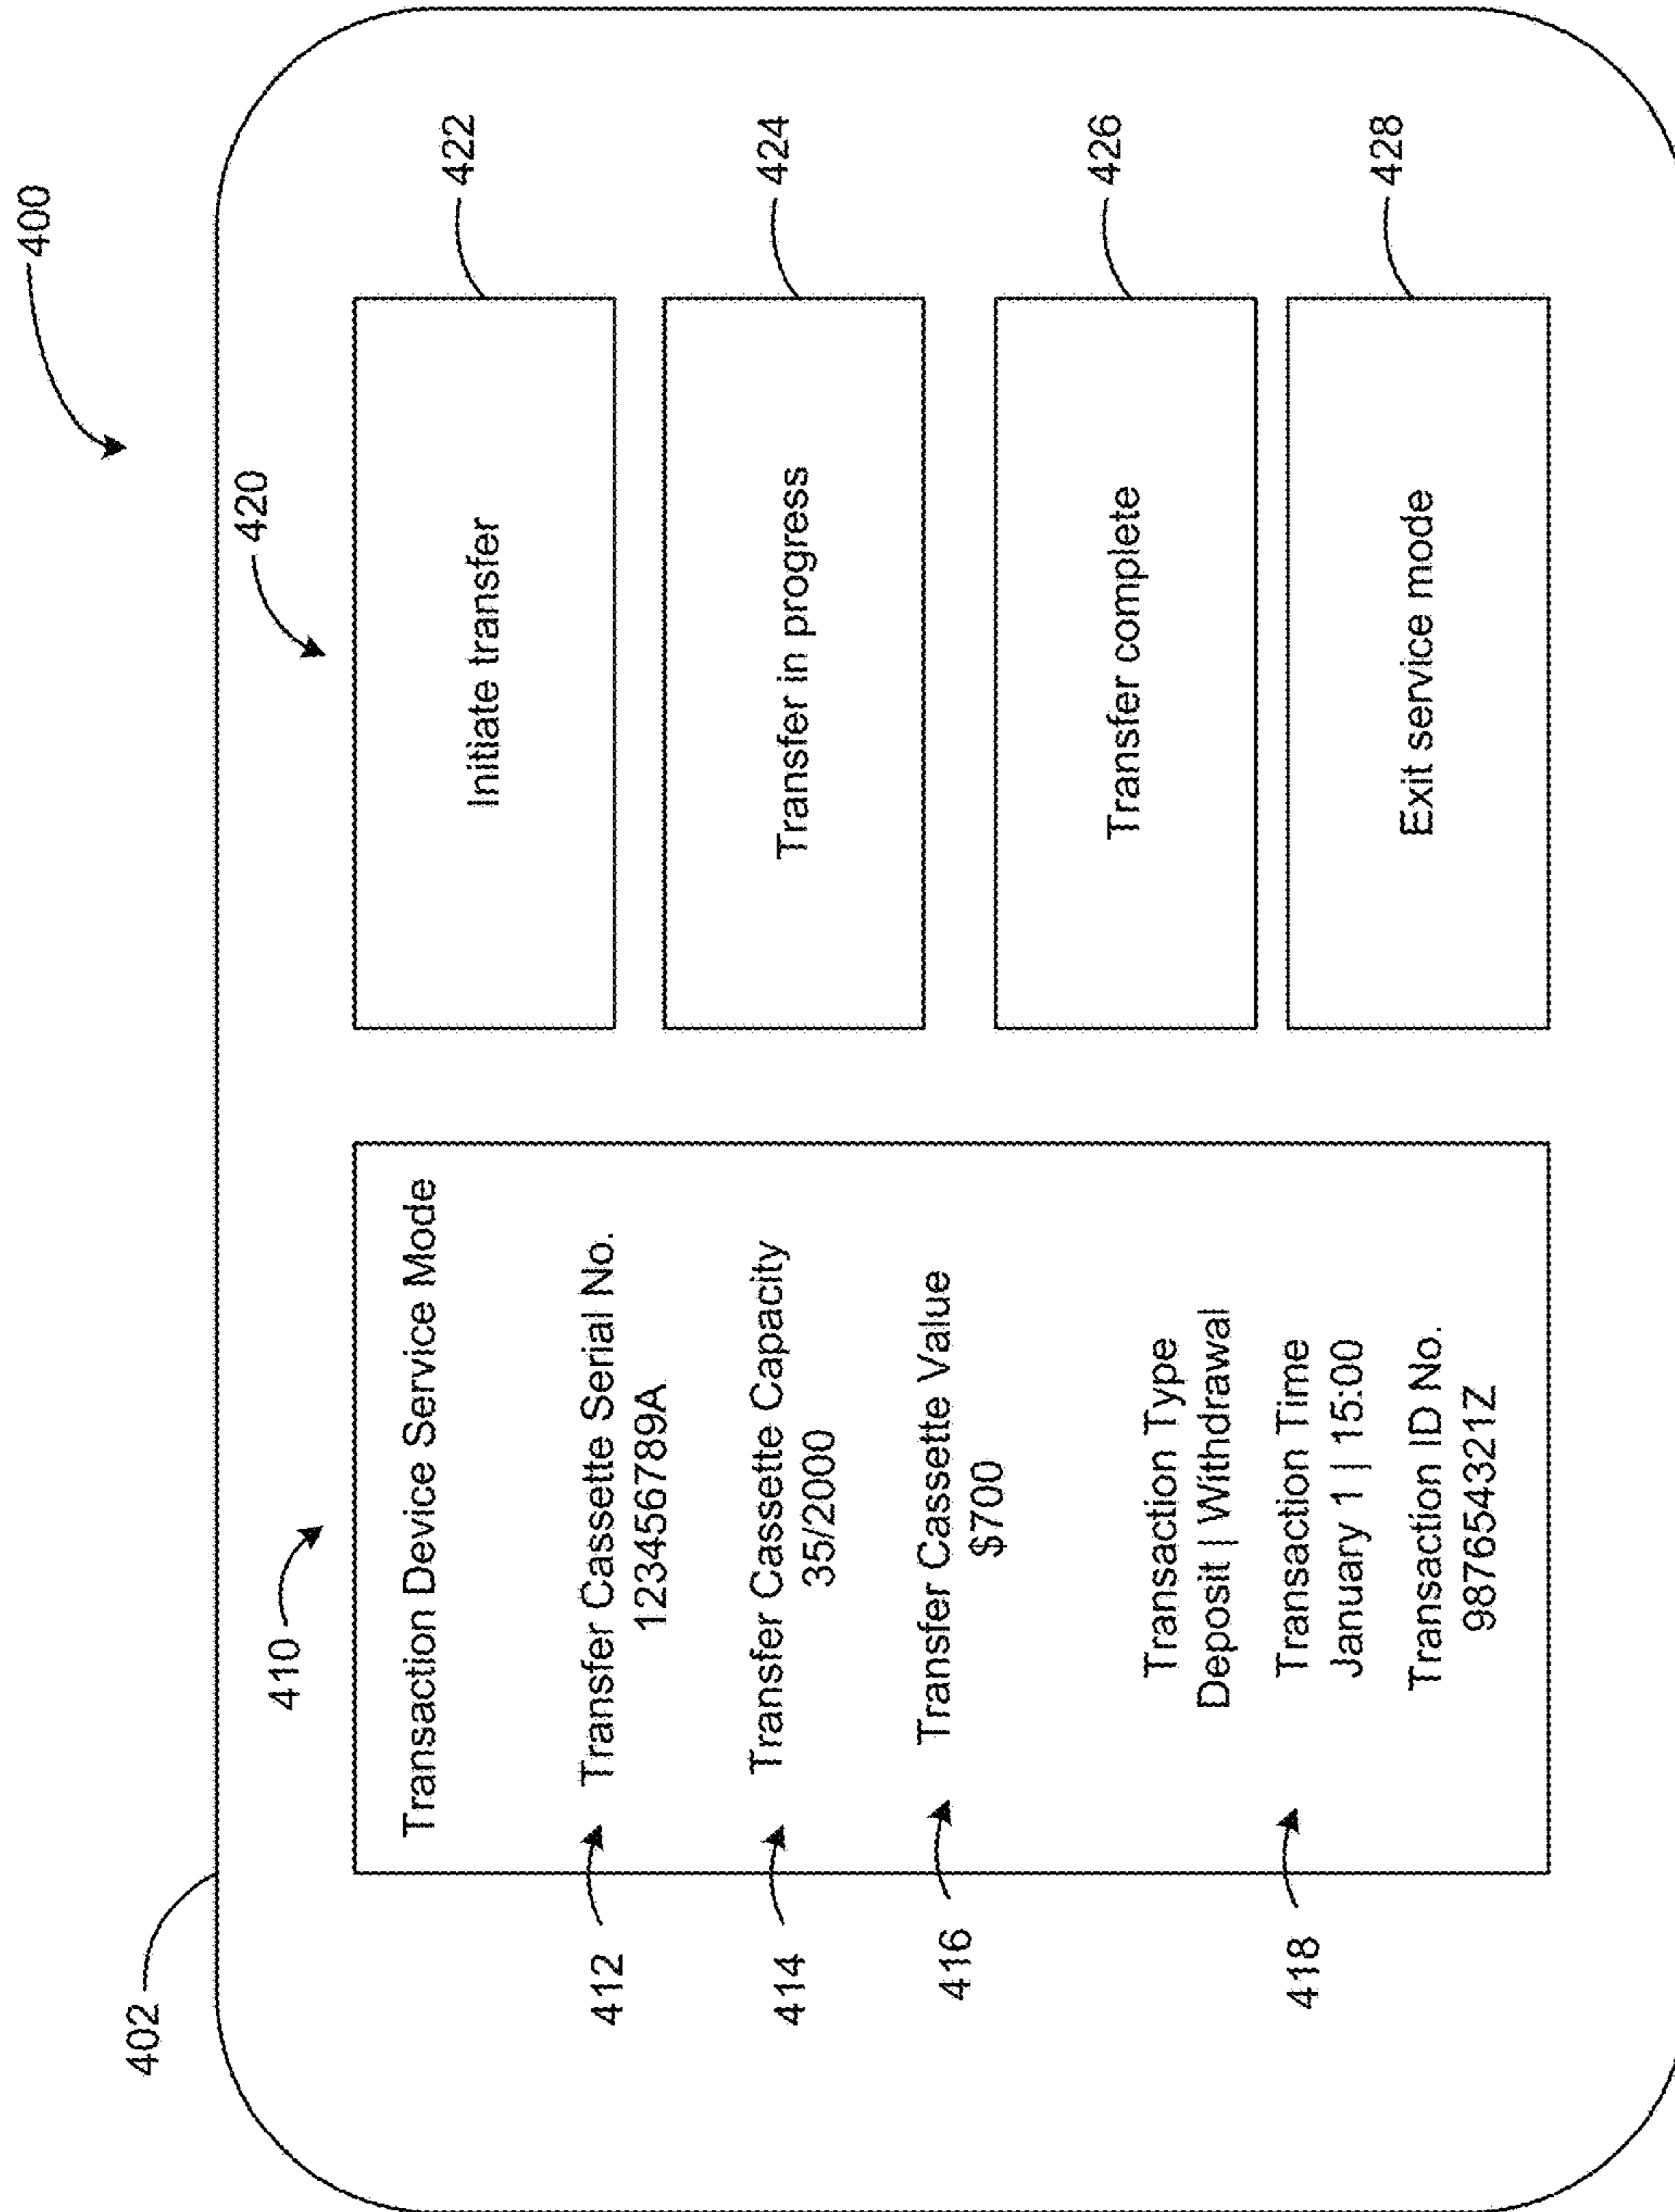 400
402
410
420
Transaction Device Service Mode
412
Transfer Cassette Serial No.
123456789A
414
Transfer Cassette Capacity
35/2000
416
Transfer Cassette Value
$700
418
Transaction Type
Deposit | Withdrawal
Transaction Time
January 1 | 15:00
Transaction ID No.
987654321Z
Initiate transfer
422
Transfer in progress
424
Transfer complete
426
Exit service mode
428